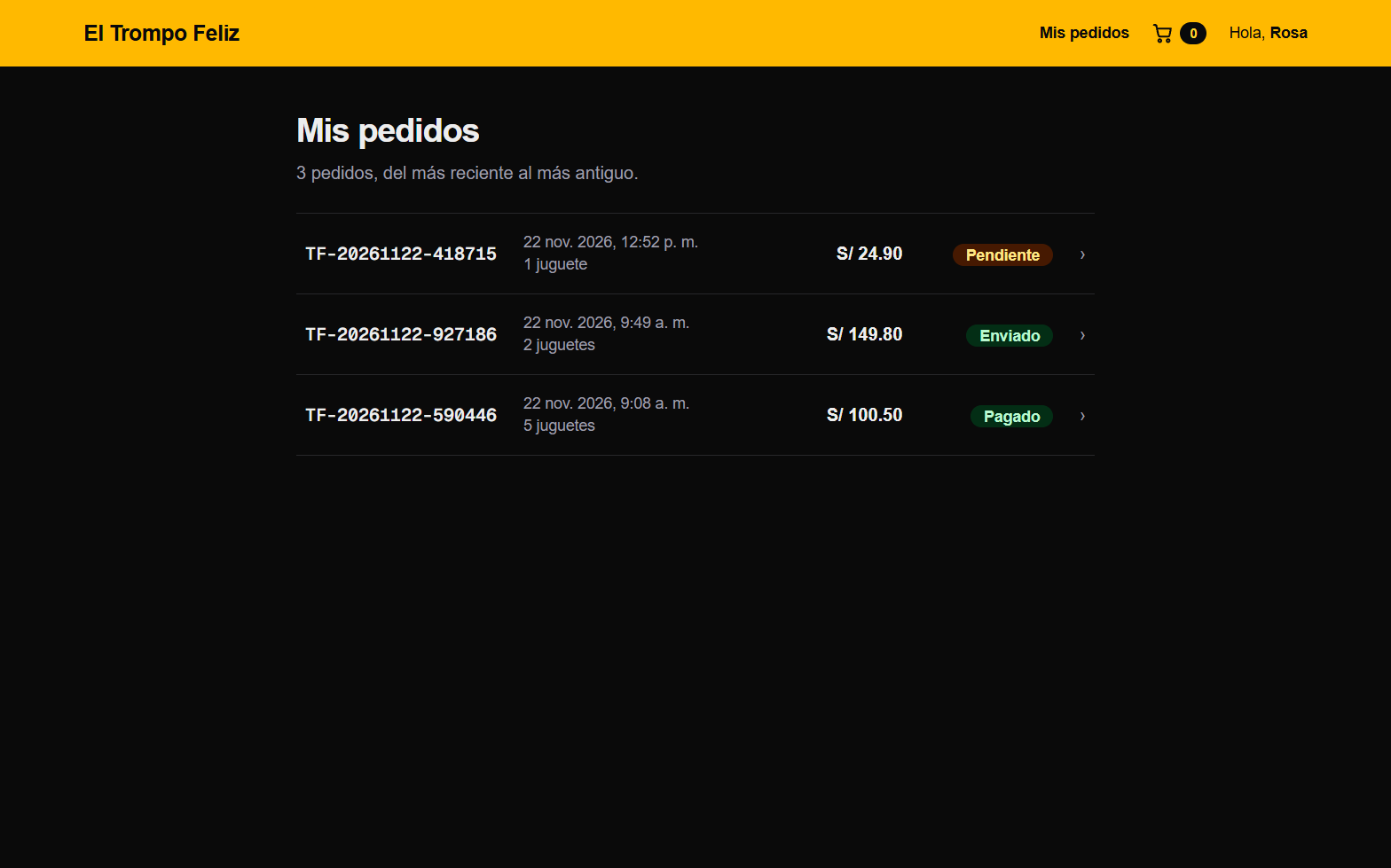 El Trompo Feliz
Mis pedidos
0
Hola, Rosa
Mis pedidos
3 pedidos, del más reciente al más antiguo.
TF-20261122-418715
22 nov. 2026, 12:52 p. m.
1 juguete
S/ 24.90
Pendiente
›
TF-20261122-927186
22 nov. 2026, 9:49 a. m.
2 juguetes
S/ 149.80
Enviado
›
TF-20261122-590446
22 nov. 2026, 9:08 a. m.
5 juguetes
S/ 100.50
Pagado
›